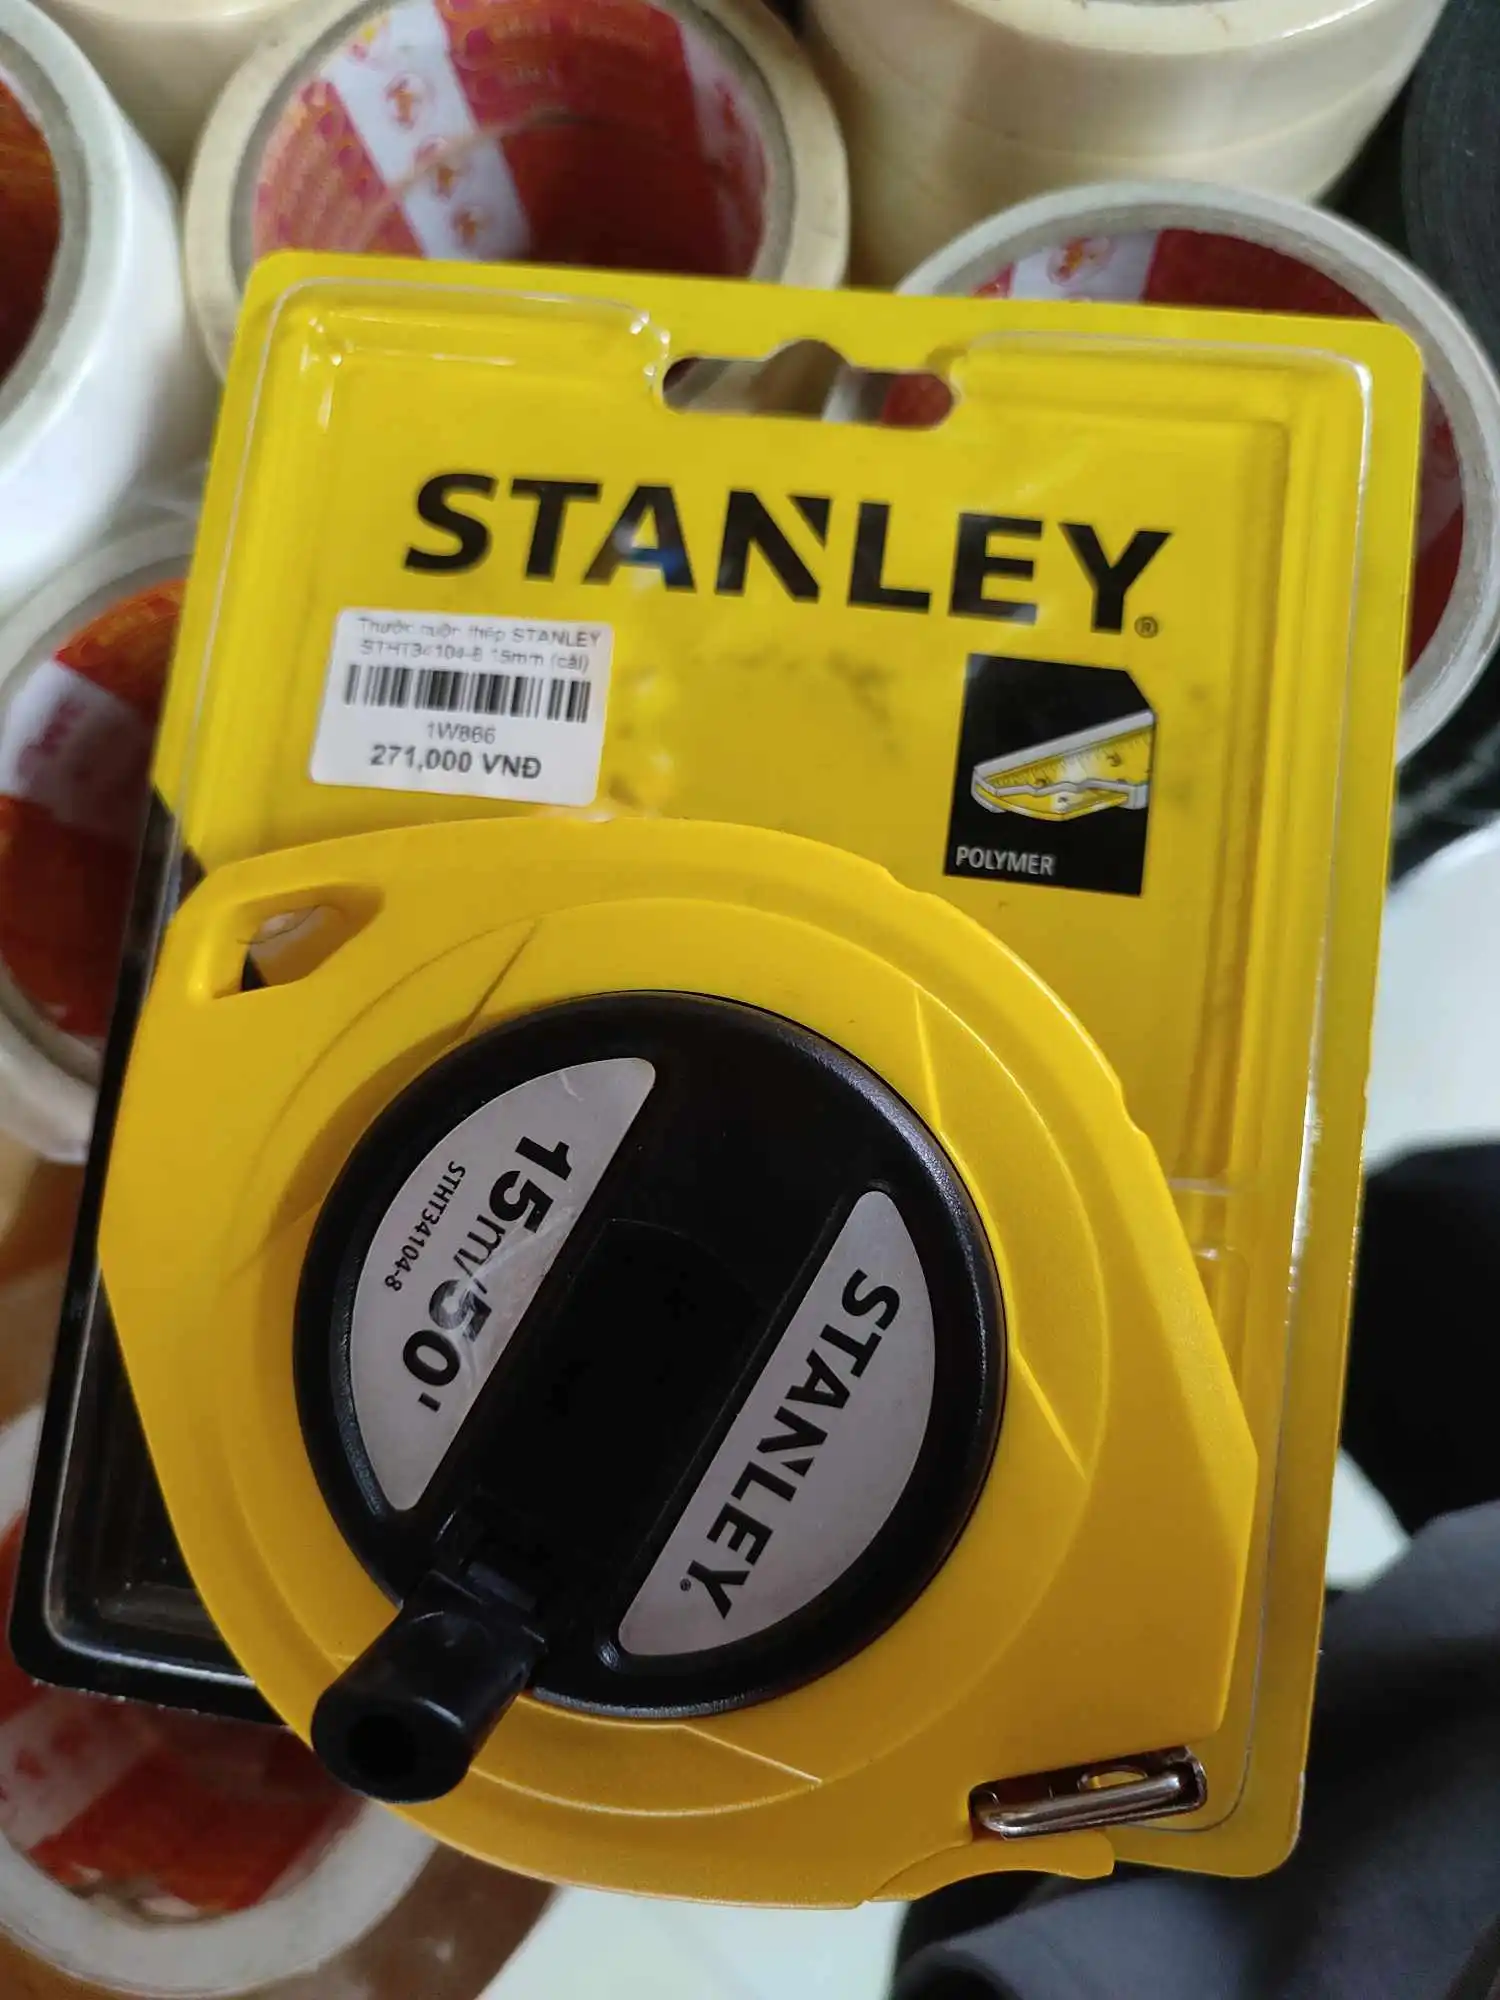 STANLEY®
Thước cuộn thép STANLEY
STHT34104-8 15mm (cái)
1W866
271,000 VNĐ
POLYMER
15m/50'
STHT34104-8
STANLEY®